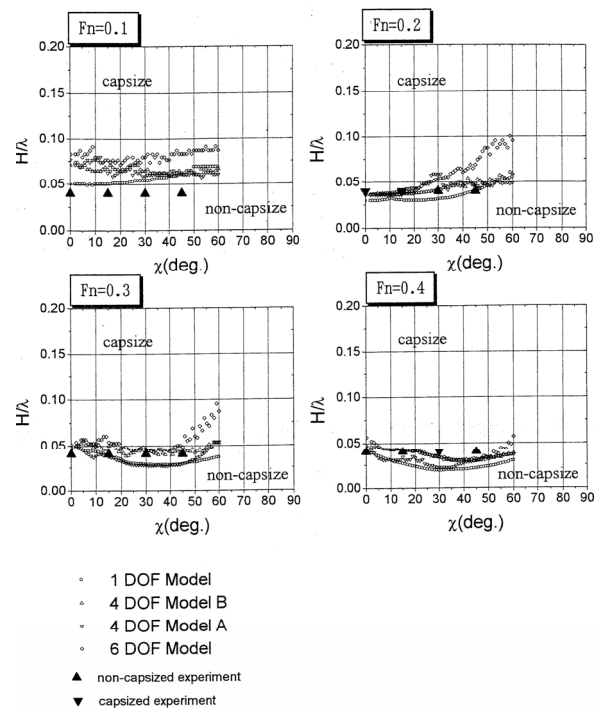 Fn=0.1
0.20
0.15
0.10
0.05
0.00
H/λ
capsize
non-capsize
0 10 20 30 40 50 60 70 80 90
χ(deg.)
Fn=0.2
0.20
0.15
0.10
0.05
0.00
H/λ
capsize
non-capsize
0 10 20 30 40 50 60 70 80 90
χ(deg.)
Fn=0.3
0.20
0.15
0.10
0.05
0.00
H/λ
capsize
non-capsize
0 10 20 30 40 50 60 70 80 90
χ(deg.)
Fn=0.4
0.20
0.15
0.10
0.05
0.00
H/λ
capsize
non-capsize
0 10 20 30 40 50 60 70 80 90
χ(deg.)
1 DOF Model
4 DOF Model B
4 DOF Model A
6 DOF Model
non-capsized experiment
capsized experiment